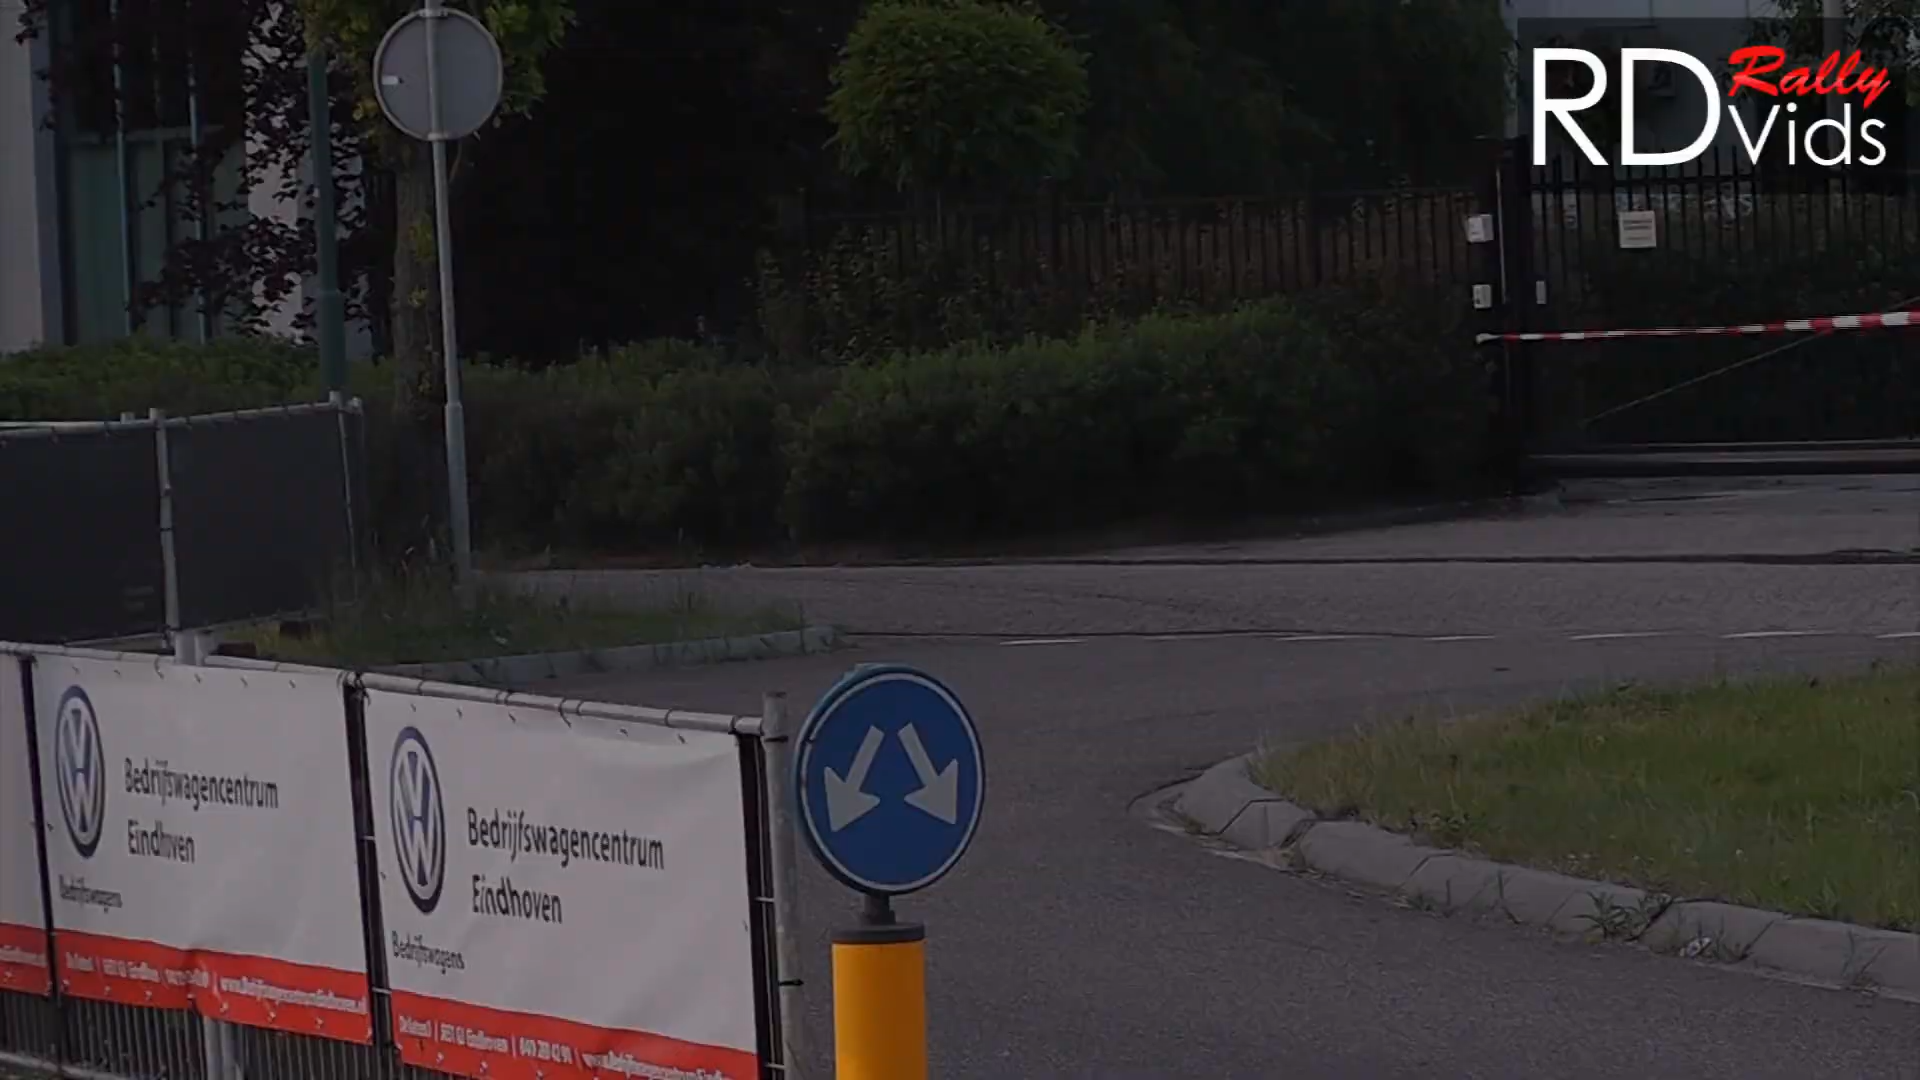 RD Rally
vids
Bedrijfswagencentrum
Eindhoven
Bedrijfswagens
Bedrijfswagencentrum
Eindhoven
Bedrijfswagens